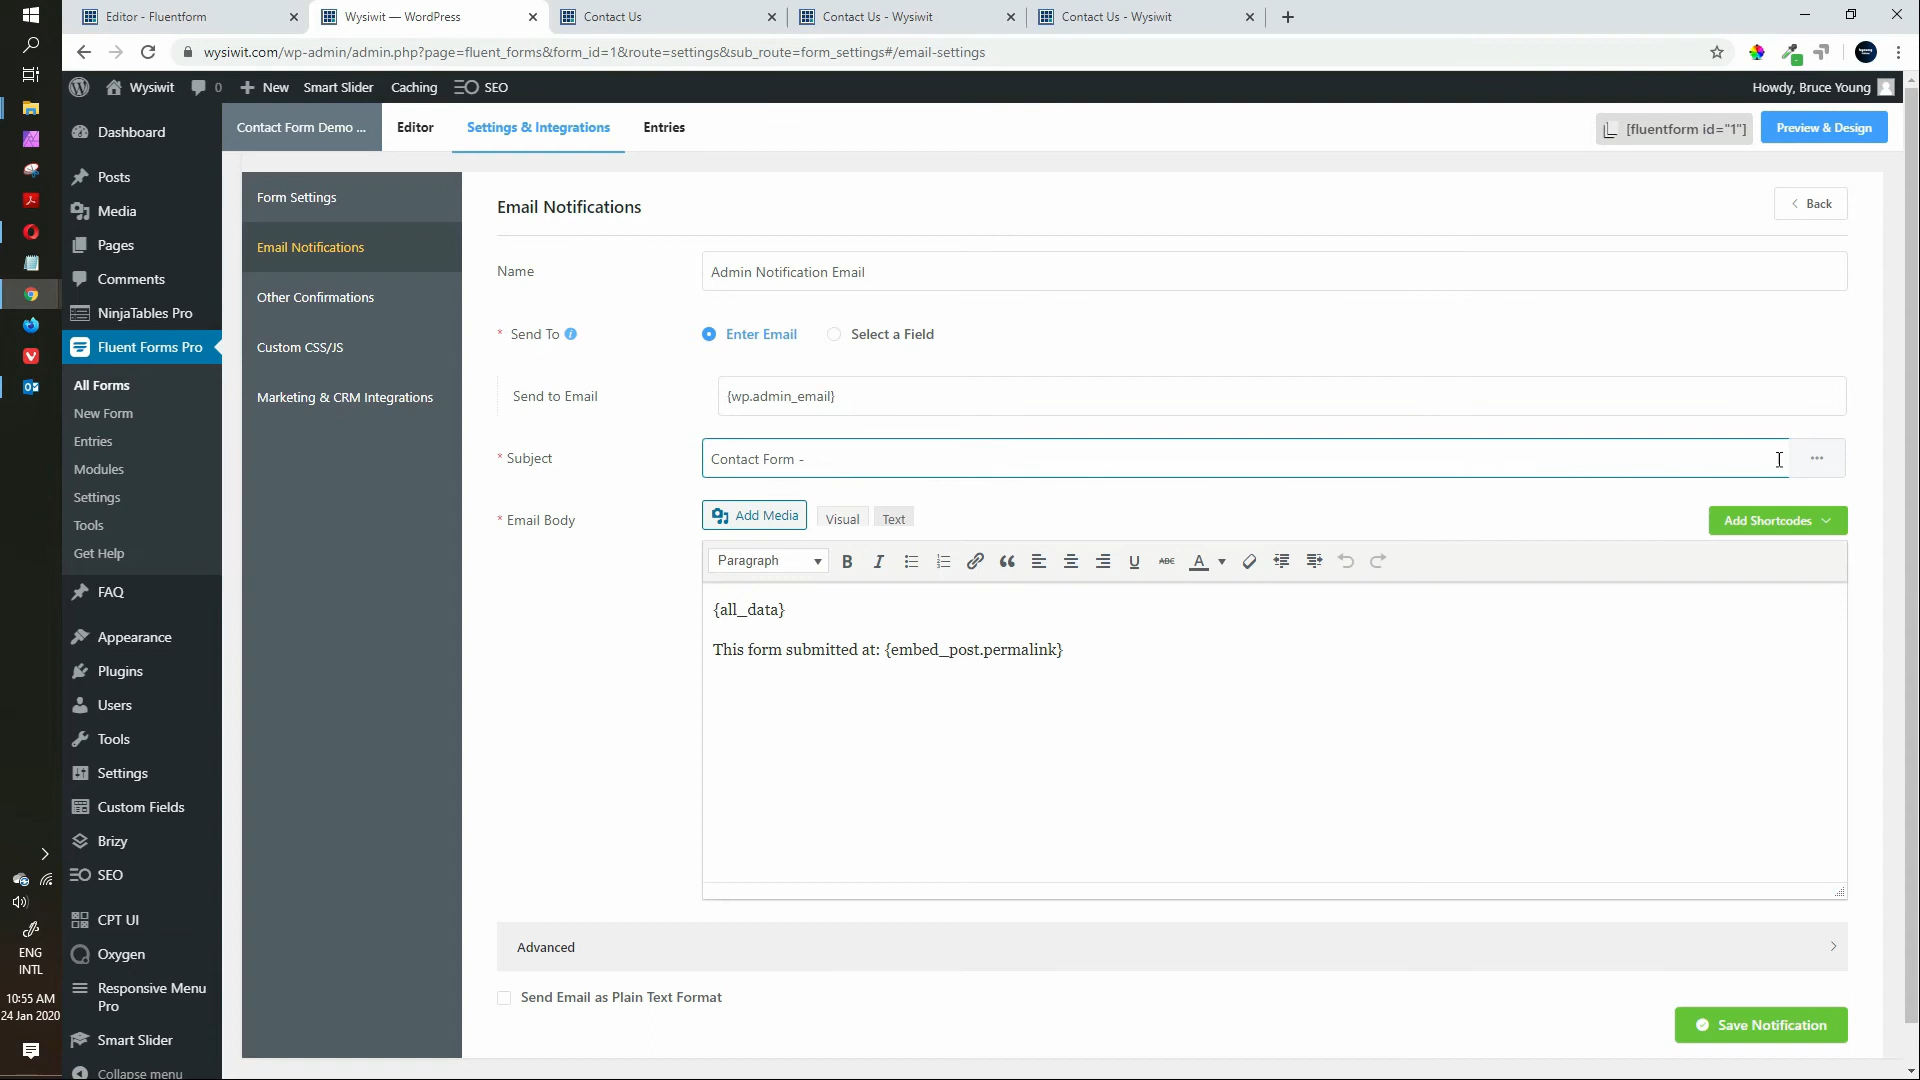 Editor - Fluentform
Wysiwit — WordPress
Contact Us
Contact Us - Wysiwit
Contact Us - Wysiwit
wysiwit.com/wp-admin/admin.php?page=fluent_forms&form_id=1&route=settings&sub_route=form_settings#/email-settings
Wysiwit
0
New
Smart Slider
Caching
SEO
Howdy, Bruce Young
Dashboard
Posts
Media
Pages
Comments
NinjaTables Pro
Fluent Forms Pro
All Forms
New Form
Entries
Modules
Settings
Tools
Get Help
FAQ
Appearance
Plugins
Users
Tools
Settings
Custom Fields
Brizy
SEO
CPT UI
Oxygen
Responsive Menu
Pro
Smart Slider
Collapse menu
ENG
INTL
10:55 AM
24 Jan 2020
Contact Form Demo ...
Editor
Settings & Integrations
Entries
[fluentform id="1"]
Preview & Design
Form Settings
Email Notifications
Other Confirmations
Custom CSS/JS
Marketing & CRM Integrations
Email Notifications
Back
Name
Admin Notification Email
* Send To
Enter Email
Select a Field
Send to Email
{wp.admin_email}
* Subject
Contact Form -
* Email Body
Add Media
Visual
Text
Add Shortcodes
Paragraph
B
I
U
ABC
A
{all_data}
This form submitted at: {embed_post.permalink}
Advanced
Send Email as Plain Text Format
Save Notification